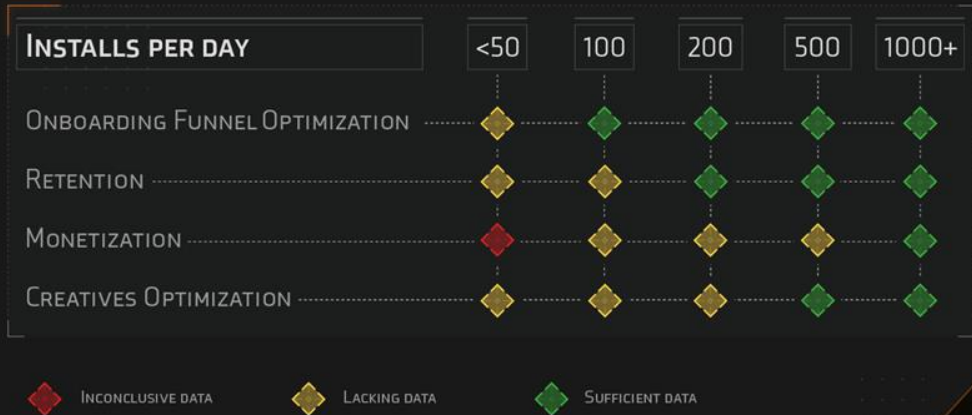 INSTALLS PER DAY <50 100 200 500 1000+
ONBOARDING FUNNEL OPTIMIZATION
RETENTION
MONETIZATION
CREATIVES OPTIMIZATION
INCONCLUSIVE DATA LACKING DATA SUFFICIENT DATA